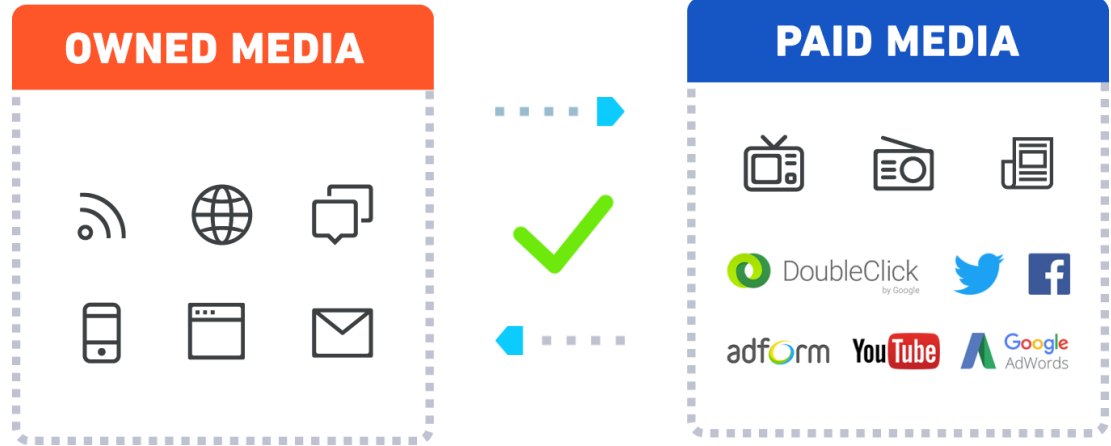 OWNED MEDIA
PAID MEDIA
DoubleClick
by Google
f
adform
YouTube
Google
AdWords